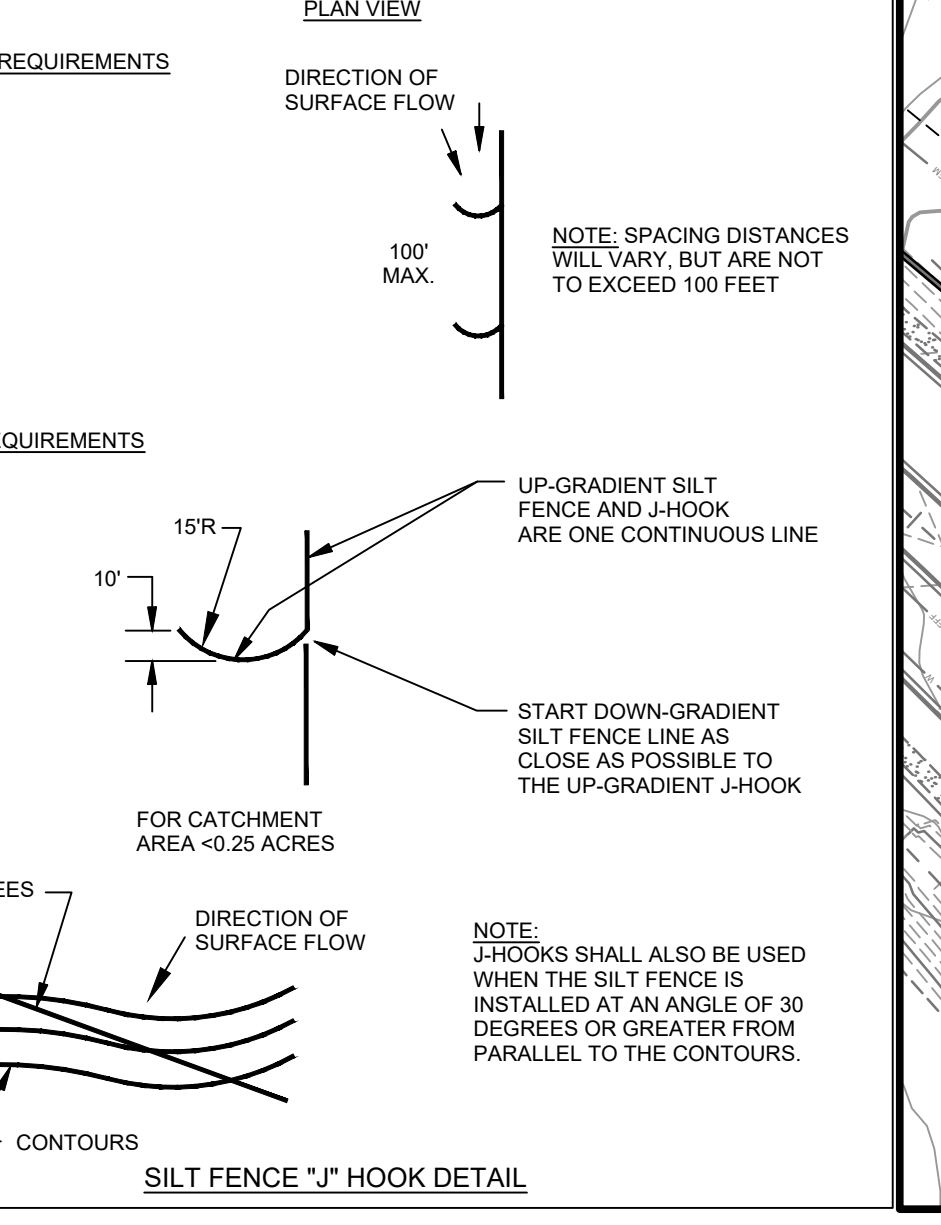 PLAN VIEW
REQUIREMENTS
DIRECTION OF
SURFACE FLOW
100'
MAX.
NOTE: SPACING DISTANCES
WILL VARY, BUT ARE NOT
TO EXCEED 100 FEET
EQUIREMENTS
UP-GRADIENT SILT
FENCE AND J-HOOK
ARE ONE CONTINUOUS LINE
15'R
10'
START DOWN-GRADIENT
SILT FENCE LINE AS
CLOSE AS POSSIBLE TO
THE UP-GRADIENT J-HOOK
FOR CATCHMENT
AREA <0.25 ACRES
EES
DIRECTION OF
SURFACE FLOW
NOTE:
J-HOOKS SHALL ALSO BE USED
WHEN THE SILT FENCE IS
INSTALLED AT AN ANGLE OF 30
DEGREES OR GREATER FROM
PARALLEL TO THE CONTOURS.
CONTOURS
SILT FENCE "J" HOOK DETAIL